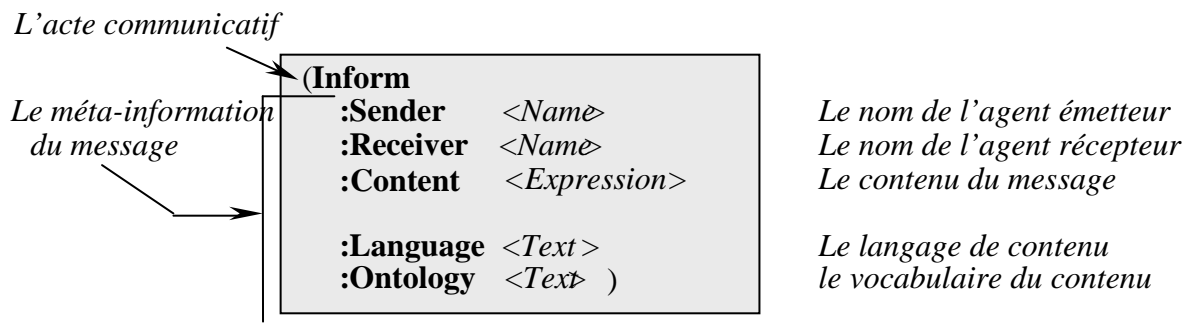 L'acte communicatif
(Inform
Le méta-information :Sender <Name> Le nom de l'agent émetteur
du message :Receiver <Name> Le nom de l'agent récepteur
:Content <Expression> Le contenu du message
:Language <Text > Le langage de contenu
:Ontology <Text> ) le vocabulaire du contenu